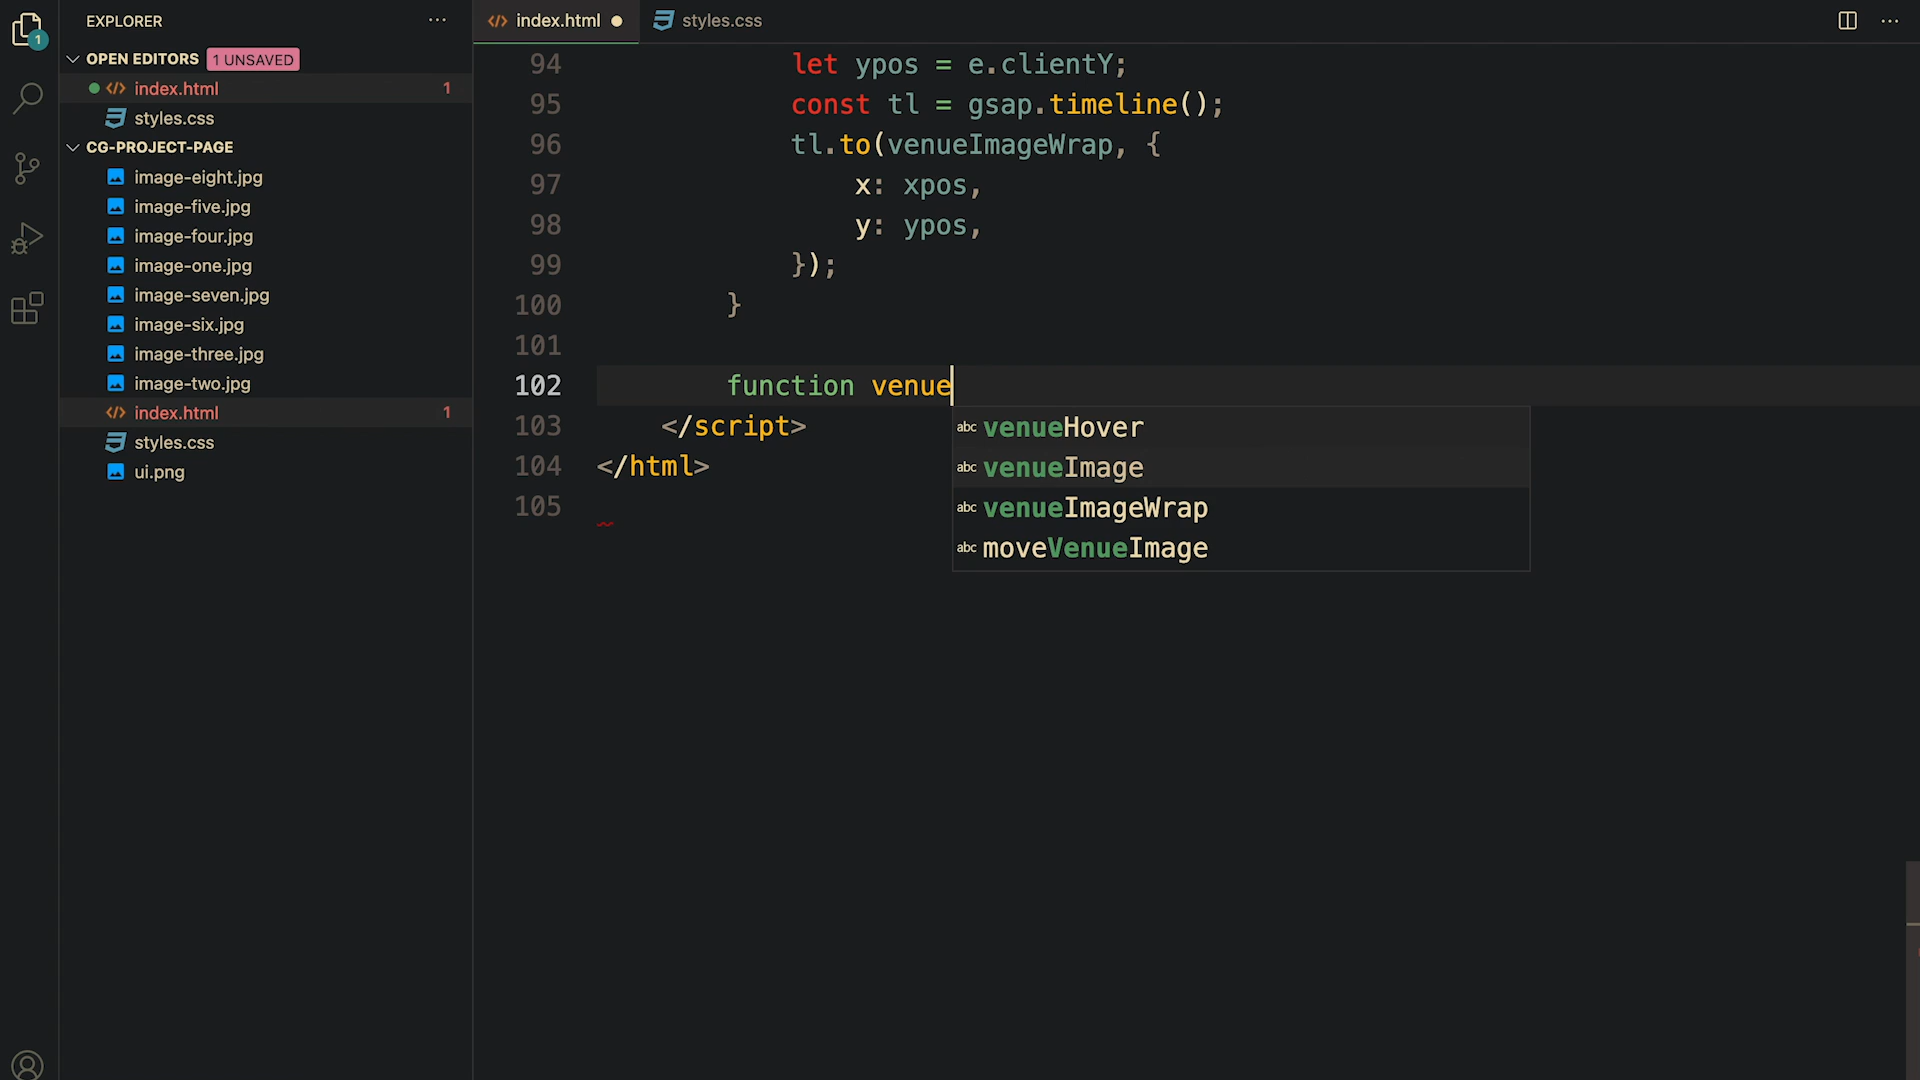 EXPLORER
...
1
OPEN EDITORS 1 UNSAVED
index.html 1
styles.css
CG-PROJECT-PAGE
image-eight.jpg
image-five.jpg
image-four.jpg
image-one.jpg
image-seven.jpg
image-six.jpg
image-three.jpg
image-two.jpg
index.html 1
styles.css
ui.png
index.html
styles.css
94 let ypos = e.clientY;
95 const tl = gsap.timeline();
96 tl.to(venueImageWrap, {
97 x: xpos,
98 y: ypos,
99 });
100 }
101
102 function venue
103 </script>
104 </html>
105
abc venueHover
abc venueImage
abc venueImageWrap
abc moveVenueImage